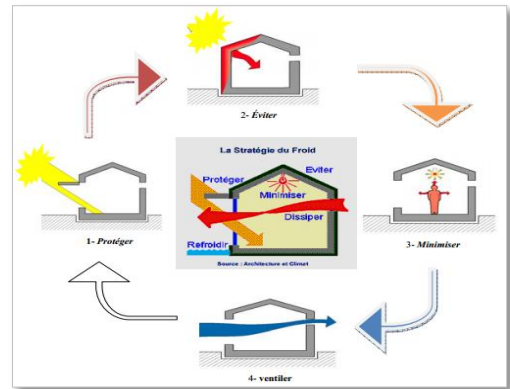 2- Éviter
La Stratégie du Froid
Protéger
Eviter
Minimiser
Dissiper
Refroidir
Source : Architecture et Climat
1- Protéger
3- Minimiser
4- ventiler